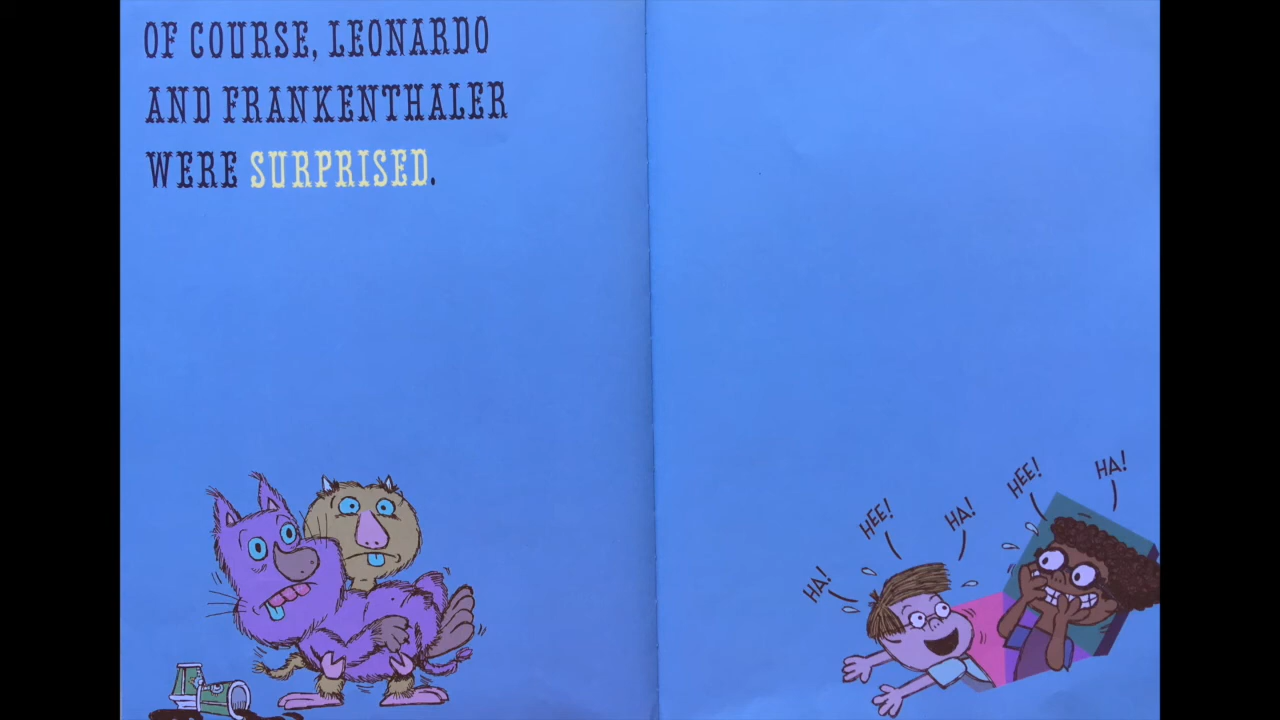 OF COURSE, LEONARDO
AND FRANKENTHALER
WERE SURPRISED.
HA!
HEE!
HA!
HEE!
HA!